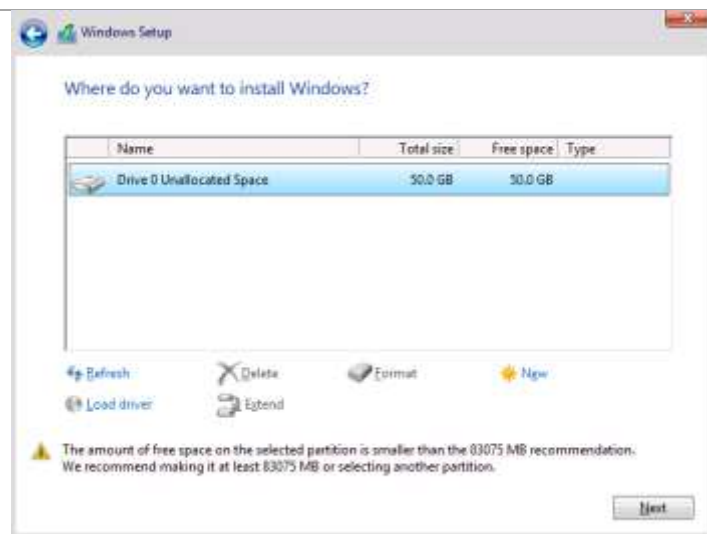 Windows Setup
Where do you want to install Windows?
Name Total size Free space Type
Drive 0 Unallocated Space 50.0 GB 50.0 GB
Refresh Delete Format New
Load driver Extend
The amount of free space on the selected partition is smaller than the 83075 MB recommendation.
We recommend making it at least 83075 MB or selecting another partition.
Next